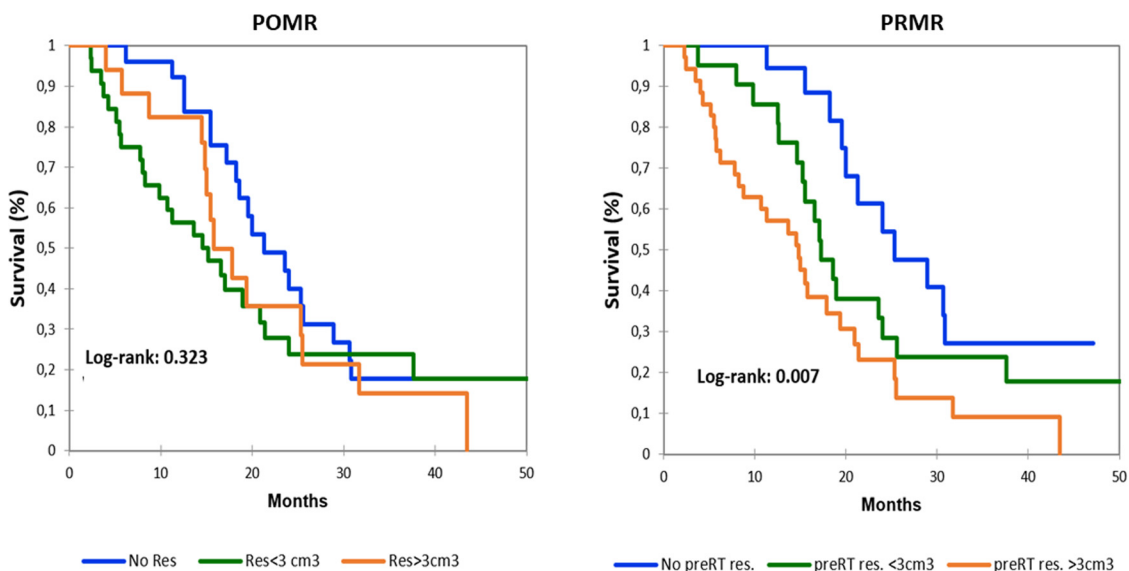 POMR
Survival (%)
1
0,9
0,8
0,7
0,6
0,5
0,4
0,3
0,2
0,1
0
Log-rank: 0.323
0 10 20 30 40 50
Months
No Res Res<3 cm3 Res>3cm3
PRMR
Survival (%)
1
0,9
0,8
0,7
0,6
0,5
0,4
0,3
0,2
0,1
0
Log-rank: 0.007
0 10 20 30 40 50
Months
No preRT res. preRT res. <3cm3 preRT res. >3cm3